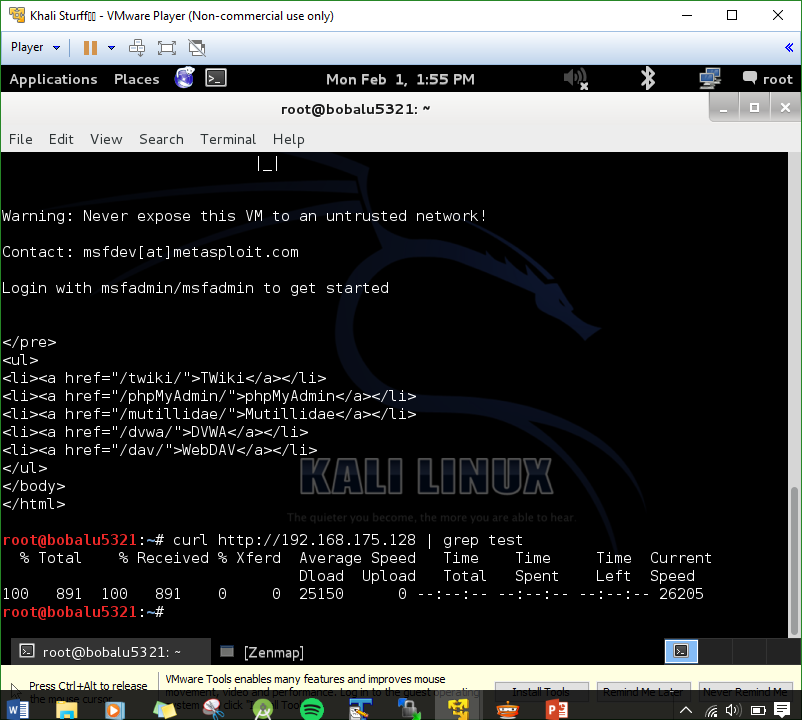 Khali Sturff▯▯ - VMware Player (Non-commercial use only)
Player
Applications Places Mon Feb 1, 1:55 PM root
root@bobalu5321: ~
File Edit View Search Terminal Help
|_|
Warning: Never expose this VM to an untrusted network!
Contact: msfdev[at]metasploit.com
Login with msfadmin/msfadmin to get started
</pre>
<ul>
<li><a href="/twiki/">TWiki</a></li>
<li><a href="/phpMyAdmin/">phpMyAdmin</a></li>
<li><a href="/mutillidae/">Mutillidae</a></li>
<li><a href="/dvwa/">DVWA</a></li>
<li><a href="/dav/">WebDAV</a></li>
</ul>
</body>
</html>
KALI LINUX
The quieter you become, the more you are able to hear.
root@bobalu5321:~# curl http://192.168.175.128 | grep test
% Total % Received % Xferd Average Speed Time Time Time Current
Dload Upload Total Spent Left Speed
100 891 100 891 0 0 25150 0 --:--:-- --:--:-- --:--:-- 26205
root@bobalu5321:~#
root@bobalu5321: ~ [Zenmap]
Press Ctrl+Alt to release
the mouse cursor.
VMware Tools enables many features and improves mouse
movement, video and performance. Log in to the guest operating
system and click "Install Tools
Install Tools Remind Me Later Never Remind Me